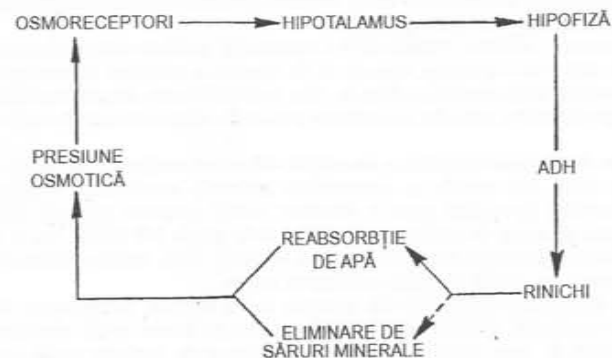 OSMORECEPTORI
HIPOTALAMUS
HIPOFIZĂ
PRESIUNE
OSMOTICĂ
ADH
REABSORBȚIE
DE APĂ
RINICHI
ELIMINARE DE
SĂRURI MINERALE